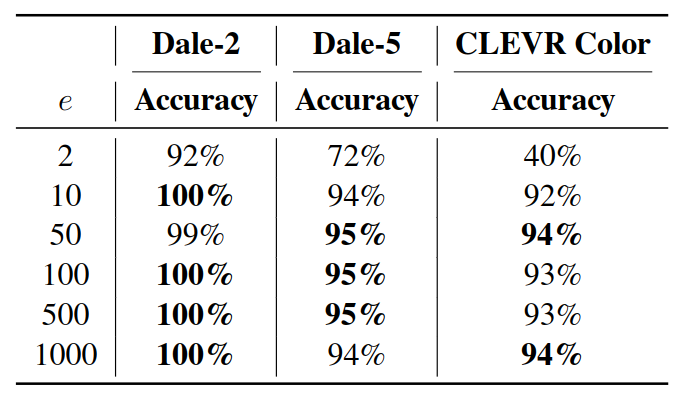 Dale-2 Dale-5 CLEVR Color
e Accuracy Accuracy Accuracy
2 92% 72% 40%
10 100% 94% 92%
50 99% 95% 94%
100 100% 95% 93%
500 100% 95% 93%
1000 100% 94% 94%